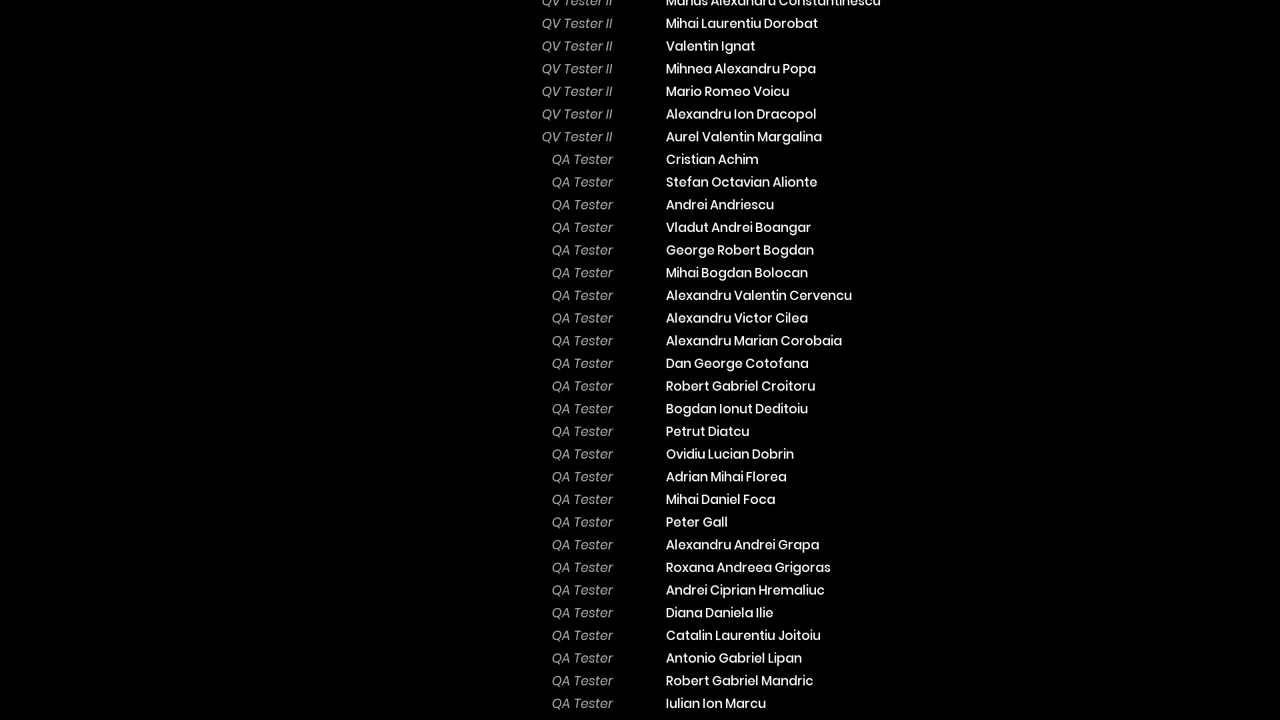 QV Tester II Marius Alexandru Constantinescu
QV Tester II Mihai Laurentiu Dorobat
QV Tester II Valentin Ignat
QV Tester II Mihnea Alexandru Popa
QV Tester II Mario Romeo Voicu
QV Tester II Alexandru Ion Dracopol
QV Tester II Aurel Valentin Margalina
QA Tester Cristian Achim
QA Tester Stefan Octavian Alionte
QA Tester Andrei Andriescu
QA Tester Vladut Andrei Boangar
QA Tester George Robert Bogdan
QA Tester Mihai Bogdan Bolocan
QA Tester Alexandru Valentin Cervencu
QA Tester Alexandru Victor Cilea
QA Tester Alexandru Marian Corobaia
QA Tester Dan George Cotofana
QA Tester Robert Gabriel Croitoru
QA Tester Bogdan Ionut Deditoiu
QA Tester Petrut Diatcu
QA Tester Ovidiu Lucian Dobrin
QA Tester Adrian Mihai Florea
QA Tester Mihai Daniel Foca
QA Tester Peter Gall
QA Tester Alexandru Andrei Grapa
QA Tester Roxana Andreea Grigoras
QA Tester Andrei Ciprian Hremaliuc
QA Tester Diana Daniela Ilie
QA Tester Catalin Laurentiu Joitoiu
QA Tester Antonio Gabriel Lipan
QA Tester Robert Gabriel Mandric
QA Tester Iulian Ion Marcu